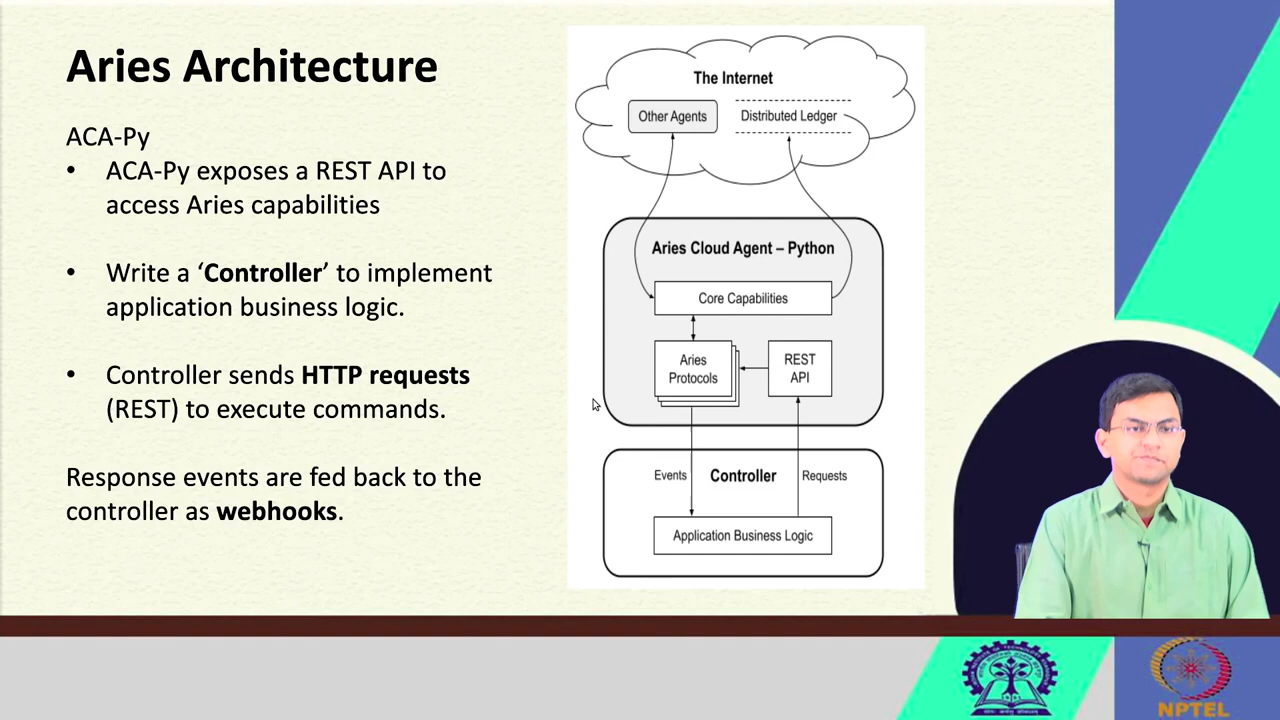 Aries Architecture
ACA-Py
• ACA-Py exposes a REST API to
access Aries capabilities
• Write a ‘Controller’ to implement
application business logic.
• Controller sends HTTP requests
(REST) to execute commands.
Response events are fed back to the
controller as webhooks.
The Internet
Other Agents
Distributed Ledger
Aries Cloud Agent – Python
Core Capabilities
Aries
Protocols
REST
API
Events
Controller
Requests
Application Business Logic
NPTEL